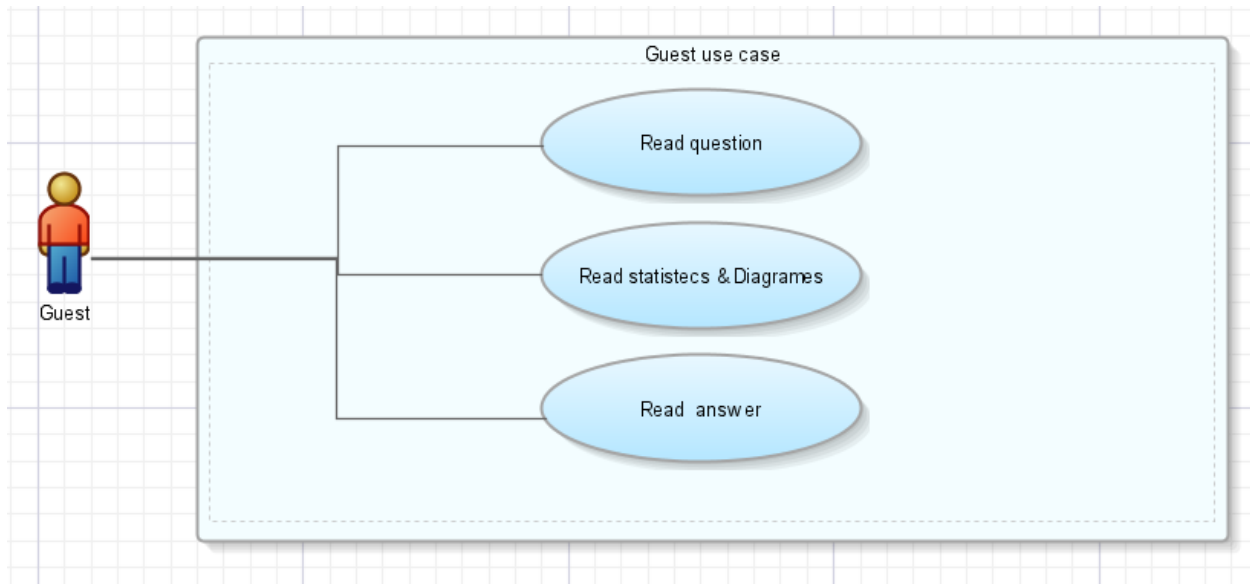 Guest use case
Read question
Read statistecs & Diagrames
Guest
Read answer